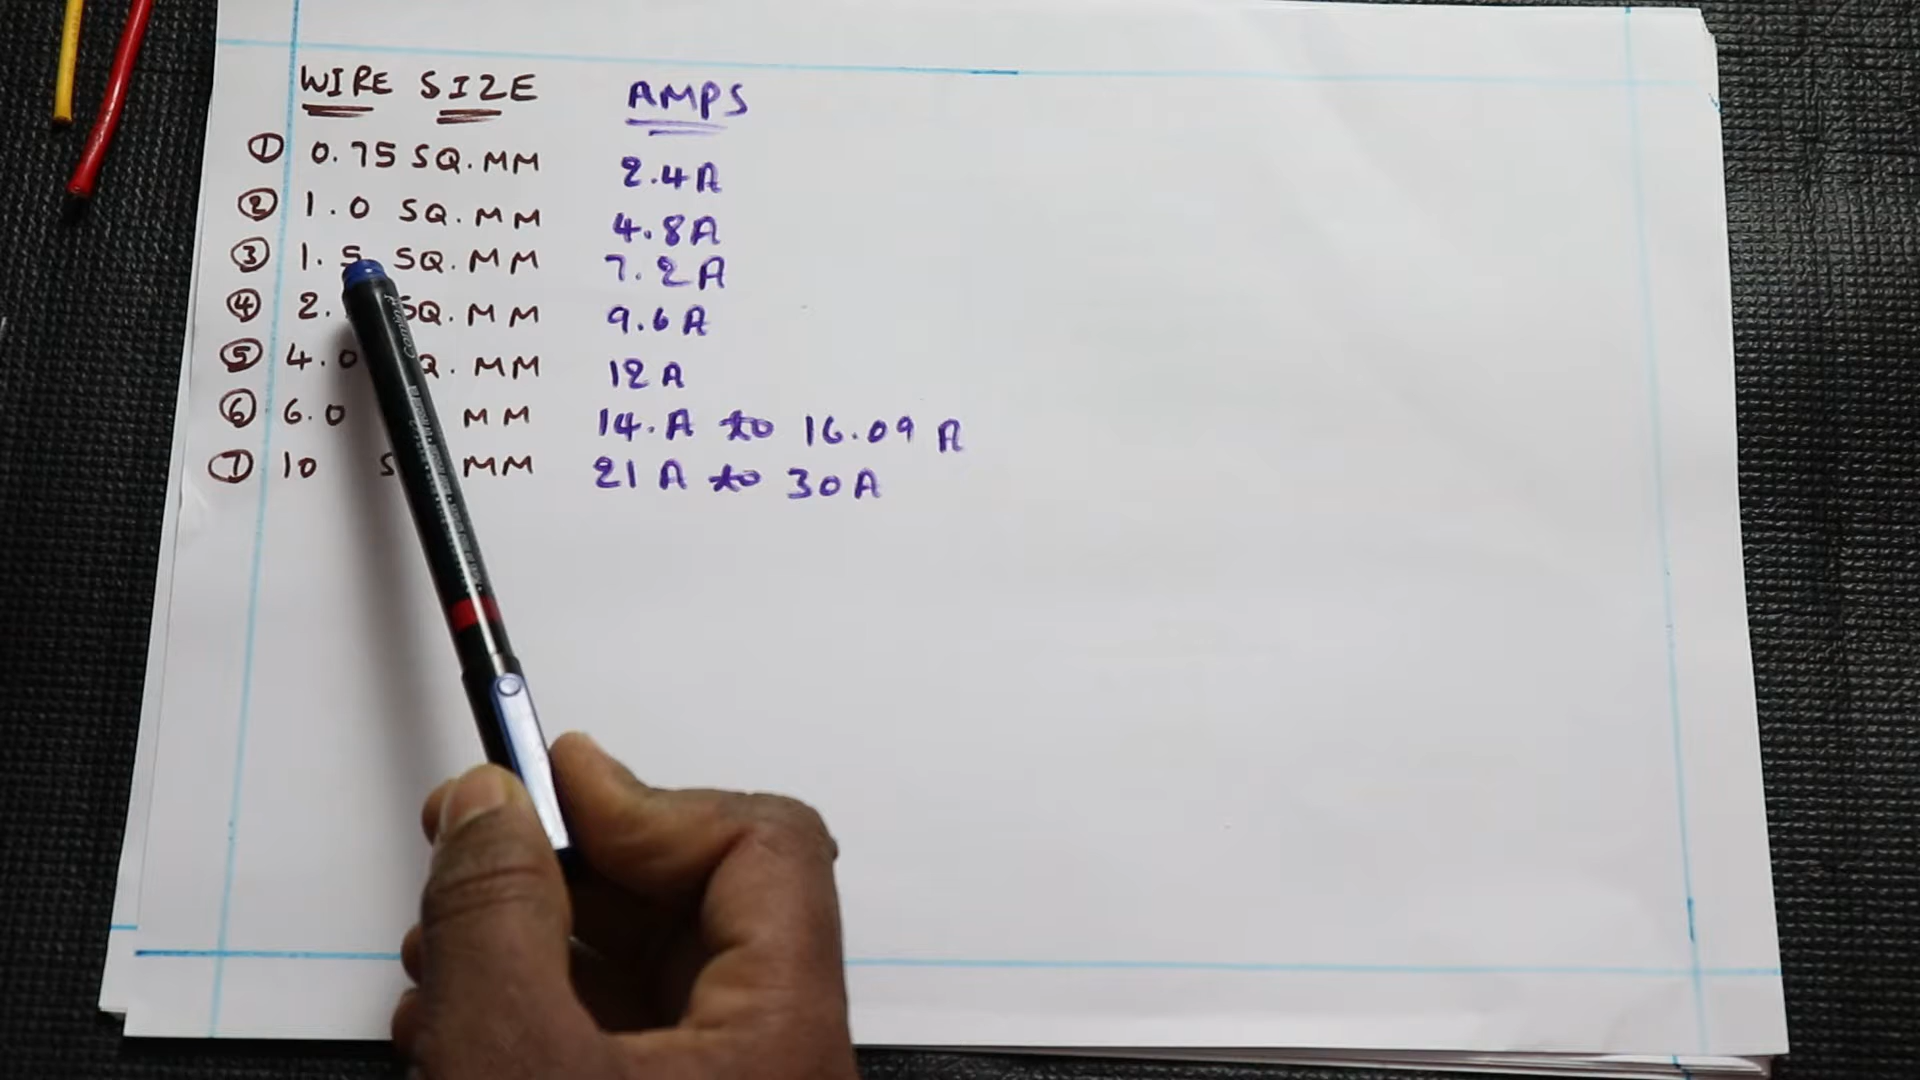 WIRE SIZE AMPS
① 0.75 SQ.MM 2.4A
② 1.0 SQ.MM 4.8A
③ 1.5 SQ.MM 7.2A
④ 2. SQ.MM 9.6A
⑤ 4.0 Q.MM 12A
⑥ 6.0 MM 14.A to 16.09 A
⑦ 10 S MM 21A to 30A